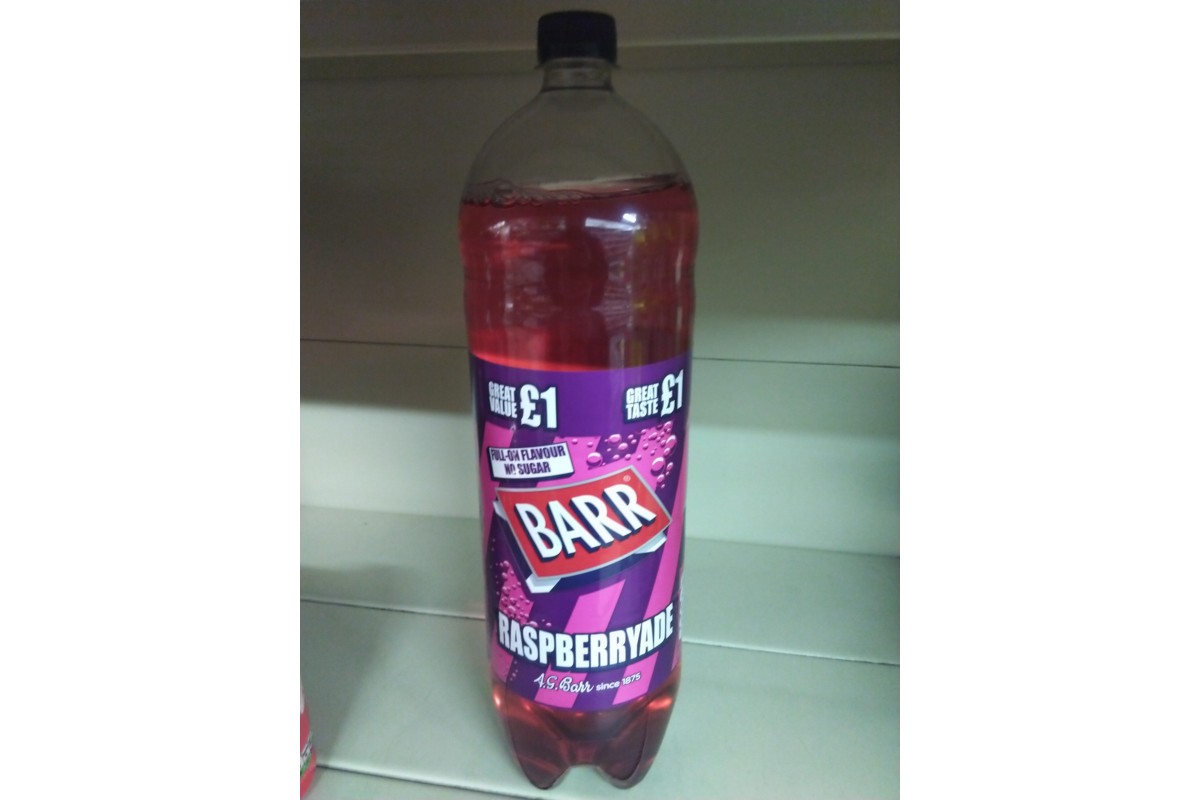 GREAT VALUE £1
GREAT TASTE £1
FULL-ON FLAVOUR
NO SUGAR
BARR®
RASPBERRYADE
A.G. Barr since 1875